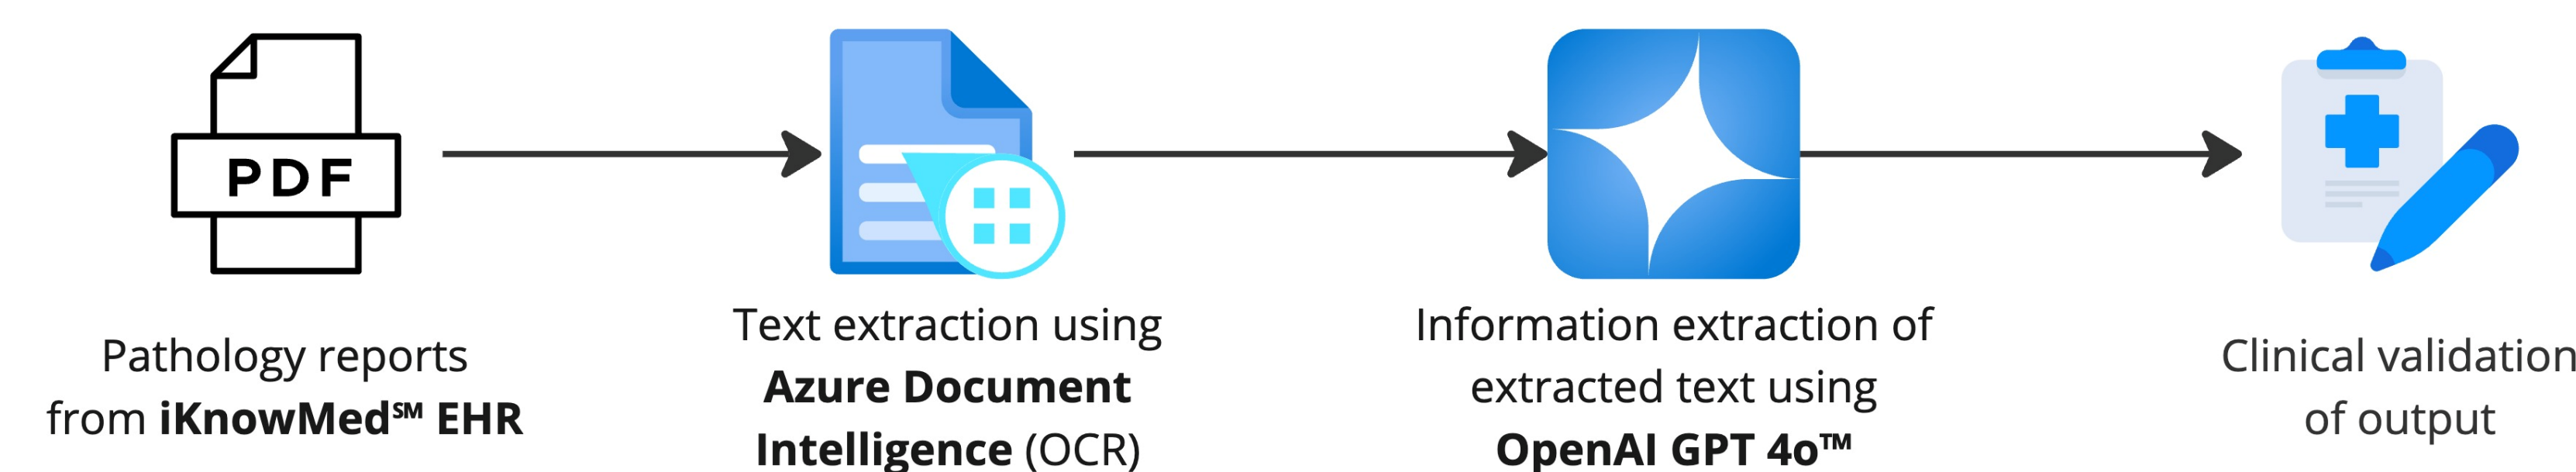 PDF
Pathology reports
from iKnowMed℠ EHR
Text extraction using
Azure Document
Intelligence (OCR)
Information extraction of
extracted text using
OpenAI GPT 4o™
Clinical validation
of output